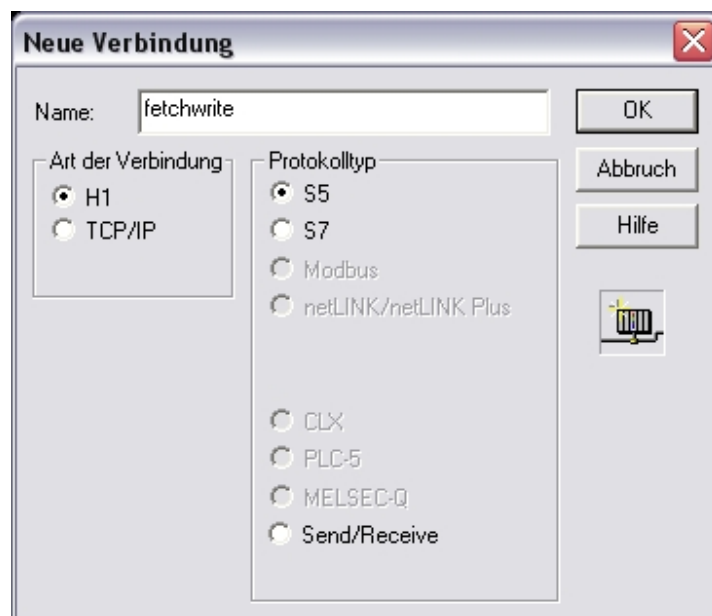 Neue Verbindung
Name:
fetchwrite
OK
Abbruch
Hilfe
Art der Verbindung
H1
TCP/IP
Protokolltyp
S5
S7
Modbus
netLINK/netLINK Plus
CLX
PLC-5
MELSEC-Q
Send/Receive